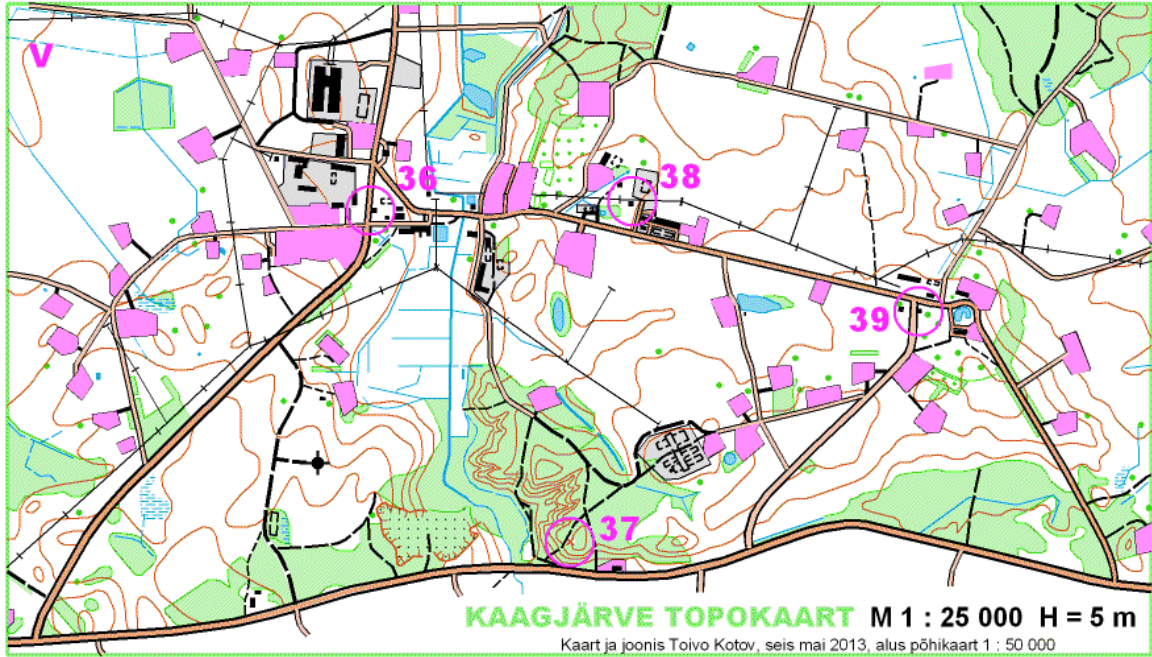 V
36
38
39
37
KAAGJÄRVE TOPOKAART M 1 : 25 000 H = 5 m
Kaart ja joonis Toivo Kotov, seis mai 2013, alus põhikaart 1 : 50 000